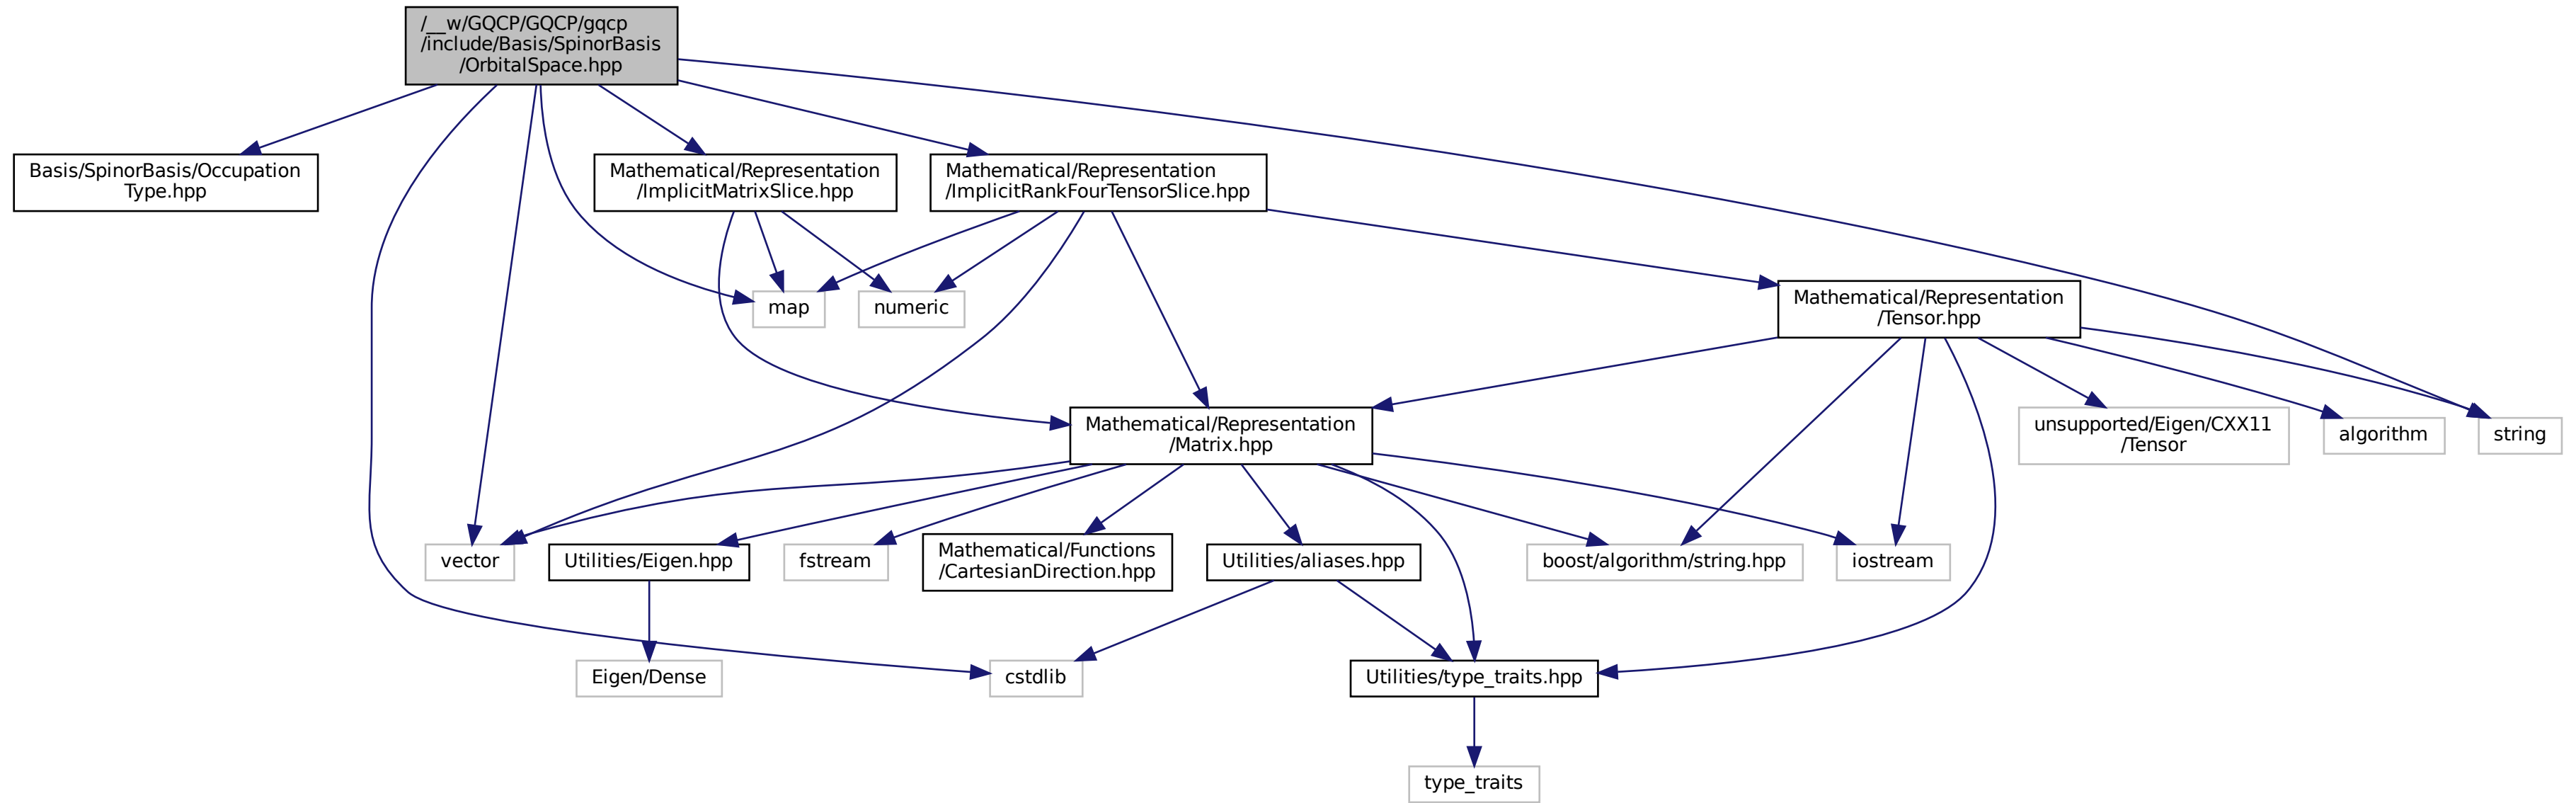 /__w/GQCP/GQCP/gqcp
/include/Basis/SpinorBasis
/OrbitalSpace.hpp
Basis/SpinorBasis/Occupation
Type.hpp
Mathematical/Representation
/ImplicitMatrixSlice.hpp
Mathematical/Representation
/ImplicitRankFourTensorSlice.hpp
map
numeric
Mathematical/Representation
/Tensor.hpp
Mathematical/Representation
/Matrix.hpp
unsupported/Eigen/CXX11
/Tensor
algorithm
string
vector
Utilities/Eigen.hpp
fstream
Mathematical/Functions
/CartesianDirection.hpp
Utilities/aliases.hpp
boost/algorithm/string.hpp
iostream
Eigen/Dense
cstdlib
Utilities/type_traits.hpp
type_traits